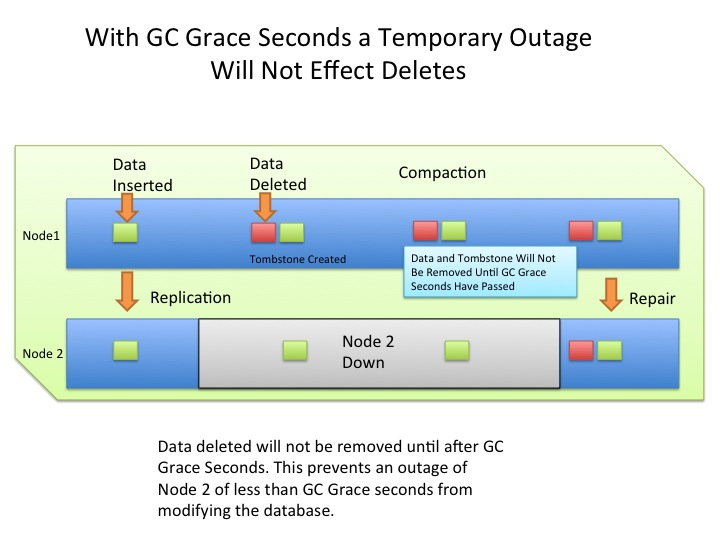 With GC Grace Seconds a Temporary Outage
Will Not Effect Deletes
Data
Inserted
Data
Deleted
Compaction
Node1
Tombstone Created
Data and Tombstone Will Not
Be Removed Until GC Grace
Seconds Have Passed
Replication
Repair
Node 2
Node 2
Down
Data deleted will not be removed until after GC
Grace Seconds. This prevents an outage of
Node 2 of less than GC Grace seconds from
modifying the database.